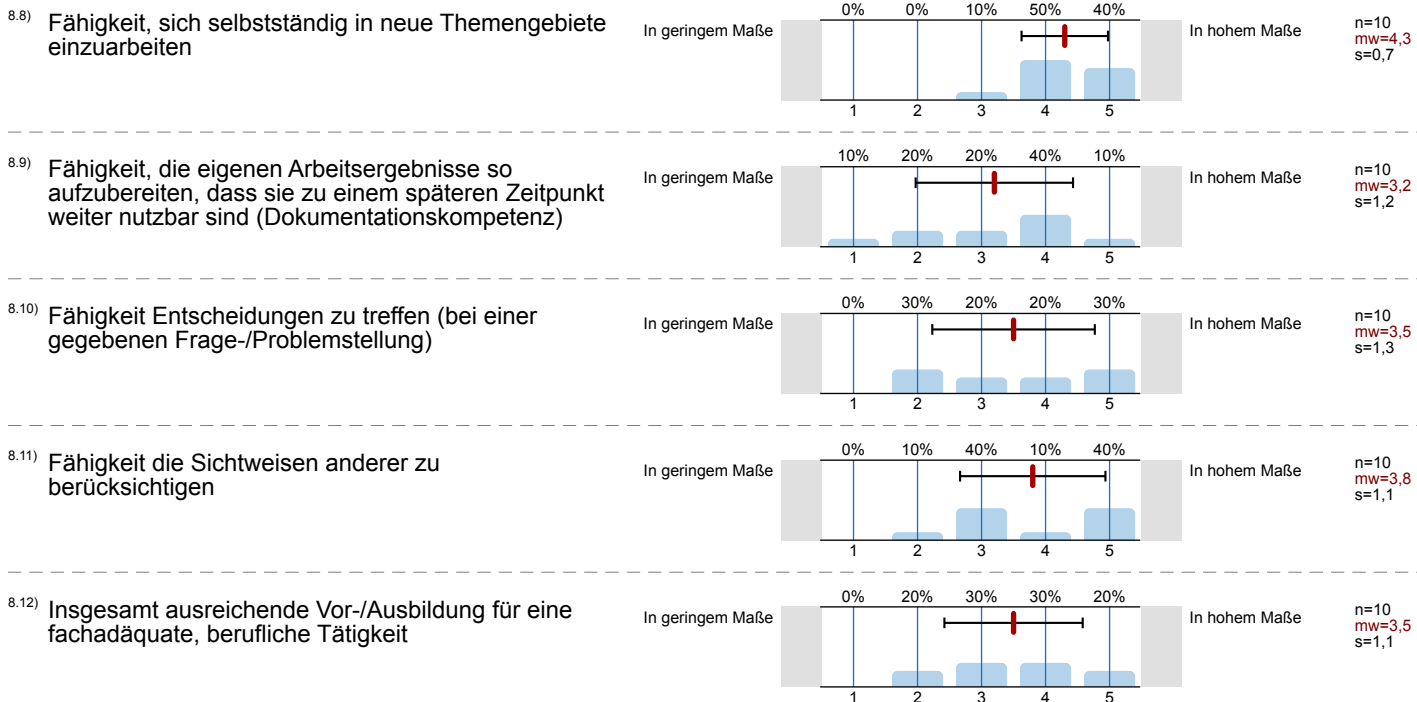 8.8) Fähigkeit, sich selbstständig in neue Themengebiete
einzuarbeiten
In geringem Maße
0% 0% 10% 50% 40%
1 2 3 4 5
In hohem Maße
n=10
mw=4,3
s=0,7
8.9) Fähigkeit, die eigenen Arbeitsergebnisse so
aufzubereiten, dass sie zu einem späteren Zeitpunkt
weiter nutzbar sind (Dokumentationskompetenz)
In geringem Maße
10% 20% 20% 40% 10%
1 2 3 4 5
In hohem Maße
n=10
mw=3,2
s=1,2
8.10) Fähigkeit Entscheidungen zu treffen (bei einer
gegebenen Frage-/Problemstellung)
In geringem Maße
0% 30% 20% 20% 30%
1 2 3 4 5
In hohem Maße
n=10
mw=3,5
s=1,3
8.11) Fähigkeit die Sichtweisen anderer zu
berücksichtigen
In geringem Maße
0% 10% 40% 10% 40%
1 2 3 4 5
In hohem Maße
n=10
mw=3,8
s=1,1
8.12) Insgesamt ausreichende Vor-/Ausbildung für eine
fachadäquate, berufliche Tätigkeit
In geringem Maße
0% 20% 30% 30% 20%
1 2 3 4 5
In hohem Maße
n=10
mw=3,5
s=1,1